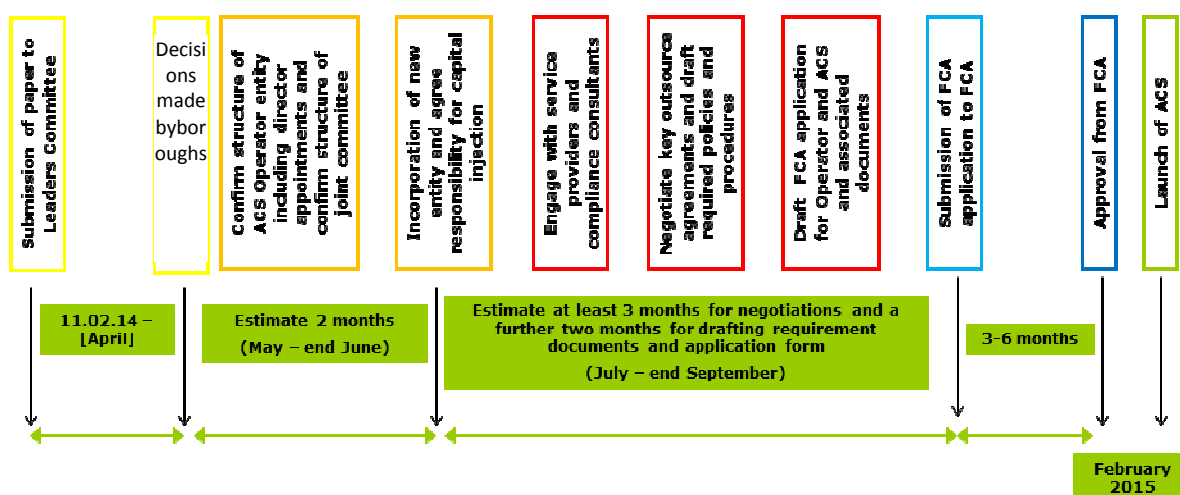 Submission of paper to
Leaders Committee
Decisi
ons
made
bybor
oughs
Confirm structure of
ACS Operator entity
including director
appointments and
confirm structure of
joint committee
Incorporation of new
entity and agree
responsibility for capital
injection
Engage with service
providers and
compliance consultants
Negotiate key outsource
agreements and draft
required policies and
procedures
Draft FCA application
for Operator and ACS
and associated
documents
Submission of FCA
application to FCA
Approval from FCA
Launch of ACS
11.02.14 –
[April]
Estimate 2 months
(May – end June)
Estimate at least 3 months for negotiations and a
further two months for drafting requirement
documents and application form
(July – end September)
3-6 months
February
2015